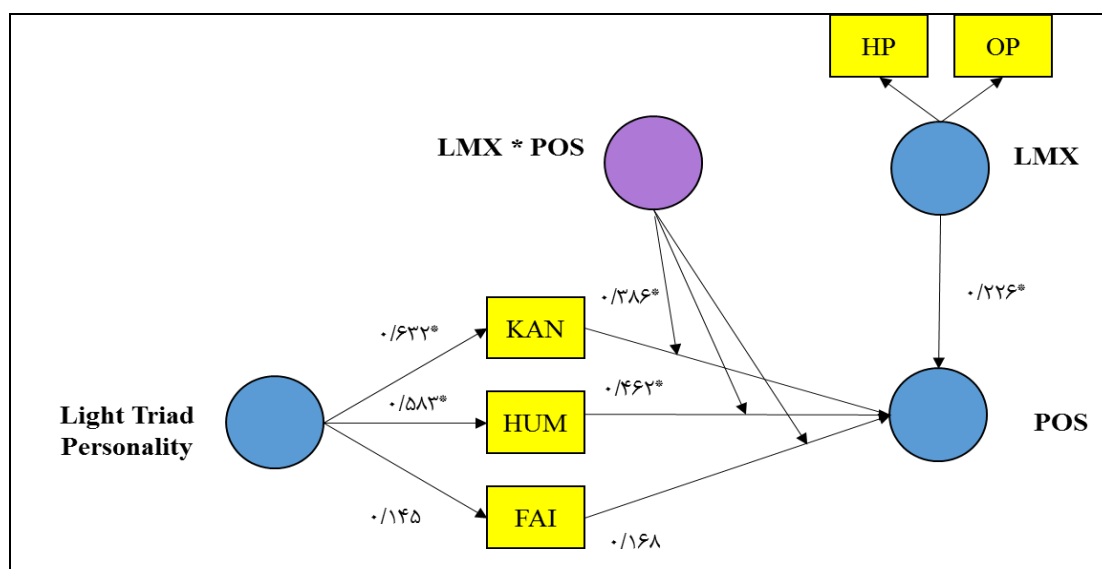 HP
OP
LMX * POS
LMX
۰/۳۸۶*
۰/۲۲۶*
۰/۶۳۲*
KAN
۰/۵۸۳*
۰/۴۶۲*
Light Triad
Personality
HUM
POS
۰/۱۴۵
FAI
۰/۱۶۸